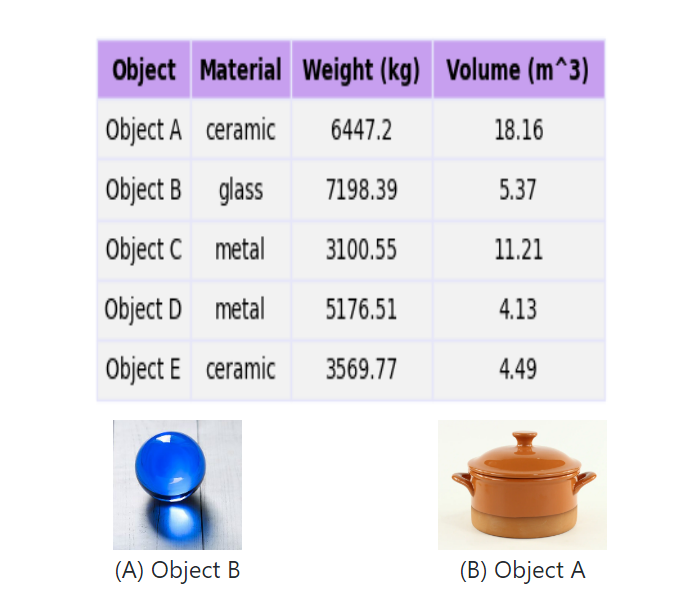 Object Material Weight (kg) Volume (m^3)
Object A ceramic 6447.2 18.16
Object B glass 7198.39 5.37
Object C metal 3100.55 11.21
Object D metal 5176.51 4.13
Object E ceramic 3569.77 4.49
(A) Object B (B) Object A